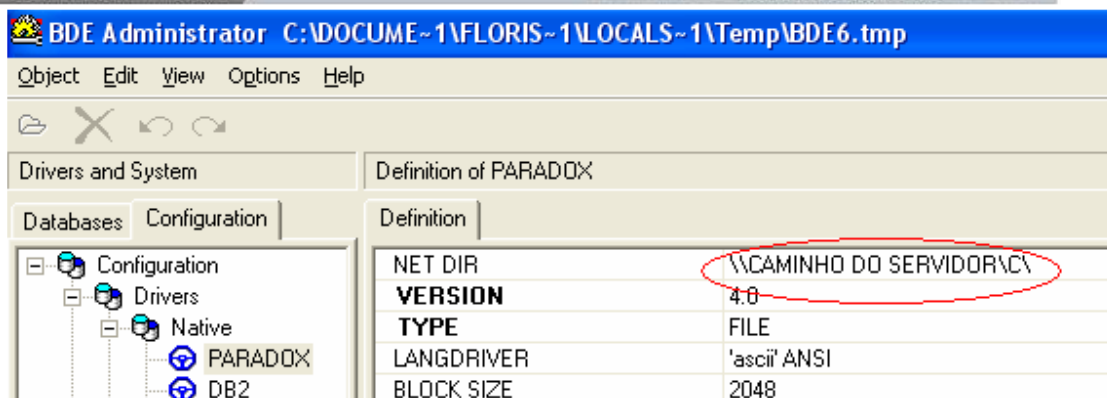 BDE Administrator C:\DOCUME~1\FLORIS~1\LOCALS~1\Temp\BDE6.tmp
Object Edit View Options Help
Drivers and System
Definition of PARADOX
Databases Configuration
Definition
Configuration
Drivers
Native
PARADOX
DB2
NET DIR \\CAMINHO DO SERVIDOR\C\
VERSION 4.0
TYPE FILE
LANGDRIVER 'ascii' ANSI
BLOCK SIZE 2048